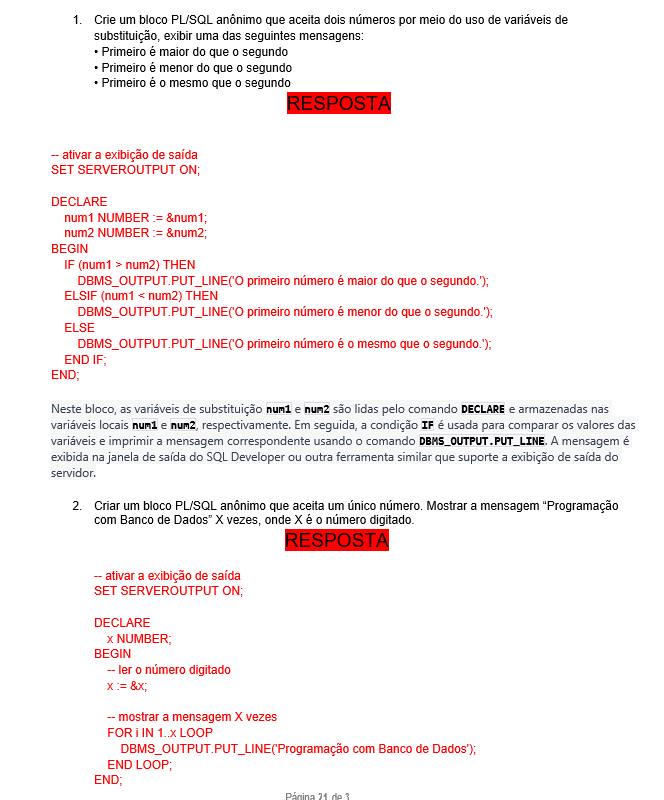 1. Crie um bloco PL/SQL anônimo que aceita dois números por meio do uso de variáveis de
substituição, exibir uma das seguintes mensagens:
• Primeiro é maior do que o segundo
• Primeiro é menor do que o segundo
• Primeiro é o mesmo que o segundo
RESPOSTA
-- ativar a exibição de saída
SET SERVEROUTPUT ON;
DECLARE
num1 NUMBER := &num1;
num2 NUMBER := &num2;
BEGIN
IF (num1 > num2) THEN
DBMS_OUTPUT.PUT_LINE('O primeiro número é maior do que o segundo.');
ELSIF (num1 < num2) THEN
DBMS_OUTPUT.PUT_LINE('O primeiro número é menor do que o segundo.');
ELSE
DBMS_OUTPUT.PUT_LINE('O primeiro número é o mesmo que o segundo.');
END IF;
END;
Neste bloco, as variáveis de substituição num1 e num2 são lidas pelo comando DECLARE e armazenadas nas
variáveis locais num1 e num2, respectivamente. Em seguida, a condição IF é usada para comparar os valores das
variáveis e imprimir a mensagem correspondente usando o comando DBMS_OUTPUT.PUT_LINE. A mensagem é
exibida na janela de saída do SQL Developer ou outra ferramenta similar que suporte a exibição de saída do
servidor.
2. Criar um bloco PL/SQL anônimo que aceita um único número. Mostrar a mensagem “Programação
com Banco de Dados” X vezes, onde X é o número digitado.
RESPOSTA
-- ativar a exibição de saída
SET SERVEROUTPUT ON;
DECLARE
x NUMBER;
BEGIN
-- ler o número digitado
x := &x;
-- mostrar a mensagem X vezes
FOR i IN 1..x LOOP
DBMS_OUTPUT.PUT_LINE('Programação com Banco de Dados');
END LOOP;
END;
Página 21 de 3